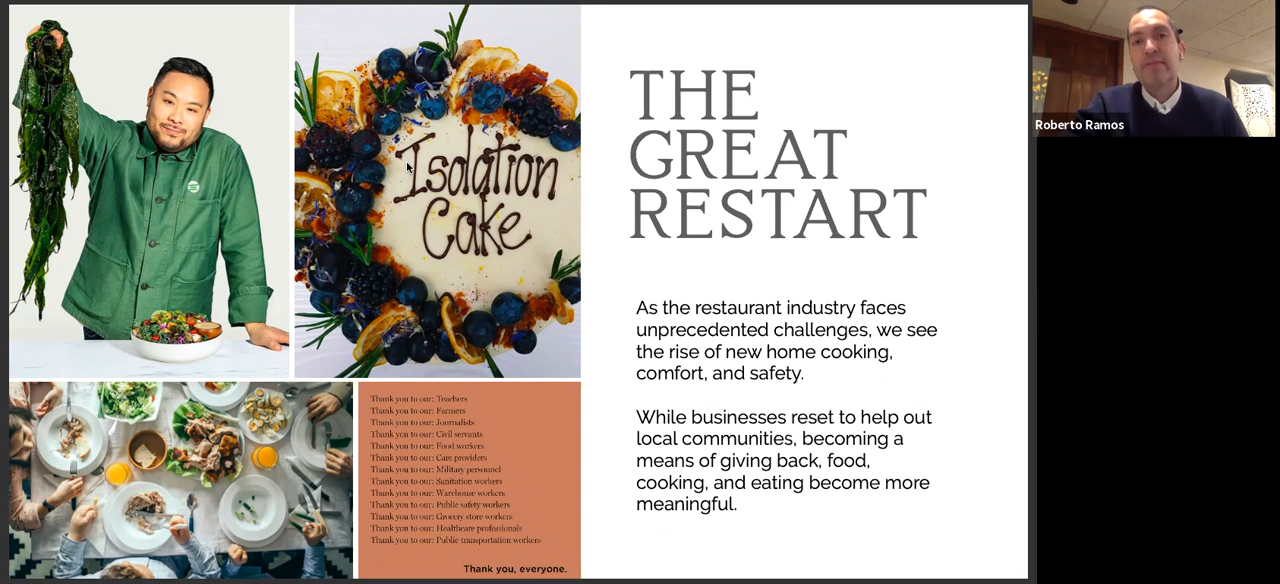 Isolation
Cake
THE
GREAT
RESTART
As the restaurant industry faces
unprecedented challenges, we see
the rise of new home cooking,
comfort, and safety.
While businesses reset to help out
local communities, becoming a
means of giving back, food,
cooking, and eating become more
meaningful.
Thank you to our: Teachers
Thank you to our: Farmers
Thank you to our: Journalists
Thank you to our: Civil servants
Thank you to our: Food workers
Thank you to our: Care providers
Thank you to our: Military personnel
Thank you to our: Sanitation workers
Thank you to our: Warehouse workers
Thank you to our: Public safety workers
Thank you to our: Grocery store workers
Thank you to our: Healthcare professionals
Thank you to our: Public transportation workers
Thank you, everyone.
Roberto Ramos